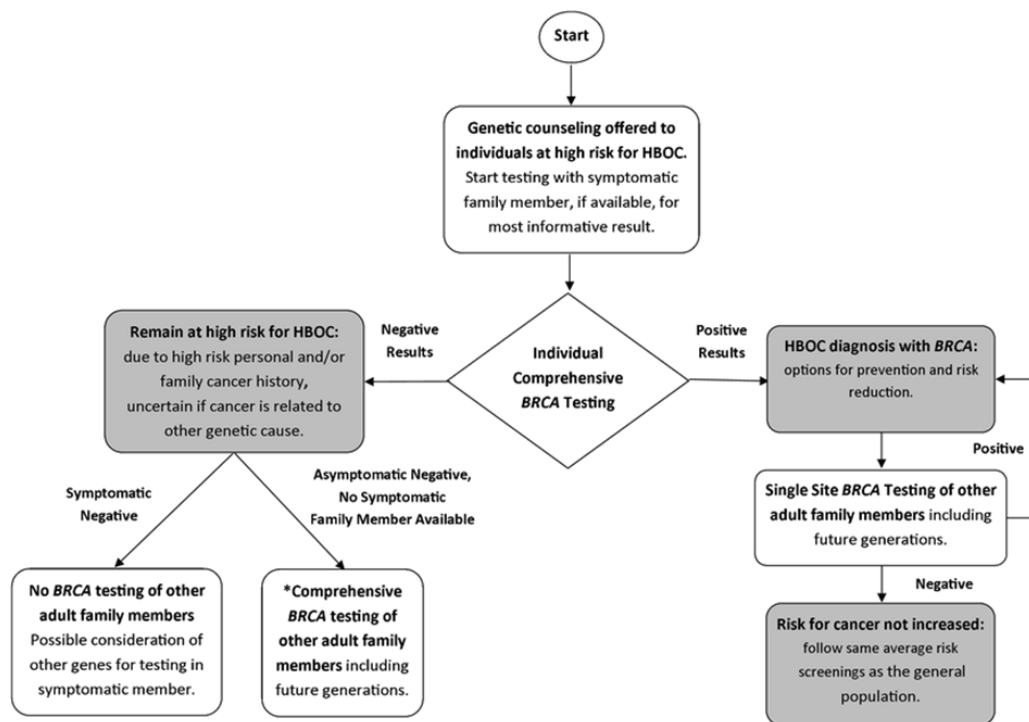 Start
Genetic counseling offered to
individuals at high risk for HBOC.
Start testing with symptomatic
family member, if available, for
most informative result.
Individual
Comprehensive
BRCA Testing
Negative
Results
Positive
Results
Remain at high risk for HBOC:
due to high risk personal and/or
family cancer history,
uncertain if cancer is related to
other genetic cause.
HBOC diagnosis with BRCA:
options for prevention and risk
reduction.
Symptomatic
Negative
Asymptomatic Negative,
No Symptomatic
Family Member Available
Positive
Single Site BRCA Testing of other
adult family members including
future generations.
No BRCA testing of other
adult family members
Possible consideration of
other genes for testing in
symptomatic member.
*Comprehensive
BRCA testing of
other adult family
members including
future generations.
Negative
Risk for cancer not increased:
follow same average risk
screenings as the general
population.